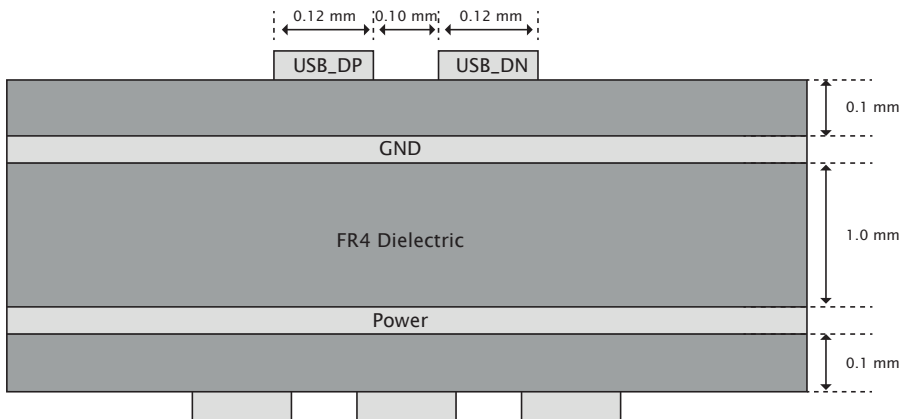 0.12 mm 0.10 mm 0.12 mm
USB_DP USB_DN
0.1 mm
GND
1.0 mm
FR4 Dielectric
Power
0.1 mm